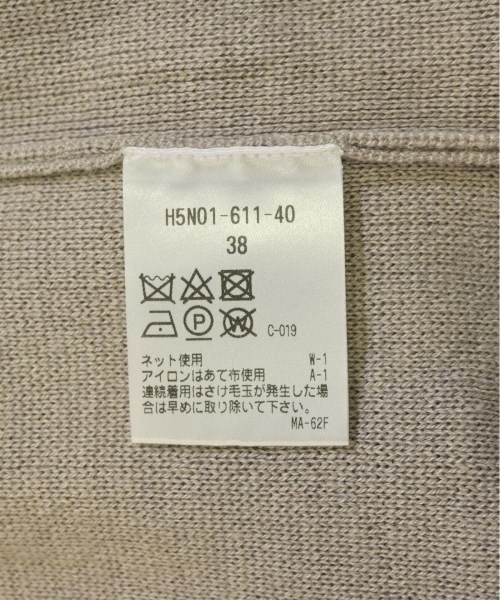 H5N01-611-40
38
P W C-019
ネット使用 W-1
アイロンはあて布使用 A-1
連続着用はさけ毛玉が発生した場
合は早めに取り除いて下さい。
MA-62F